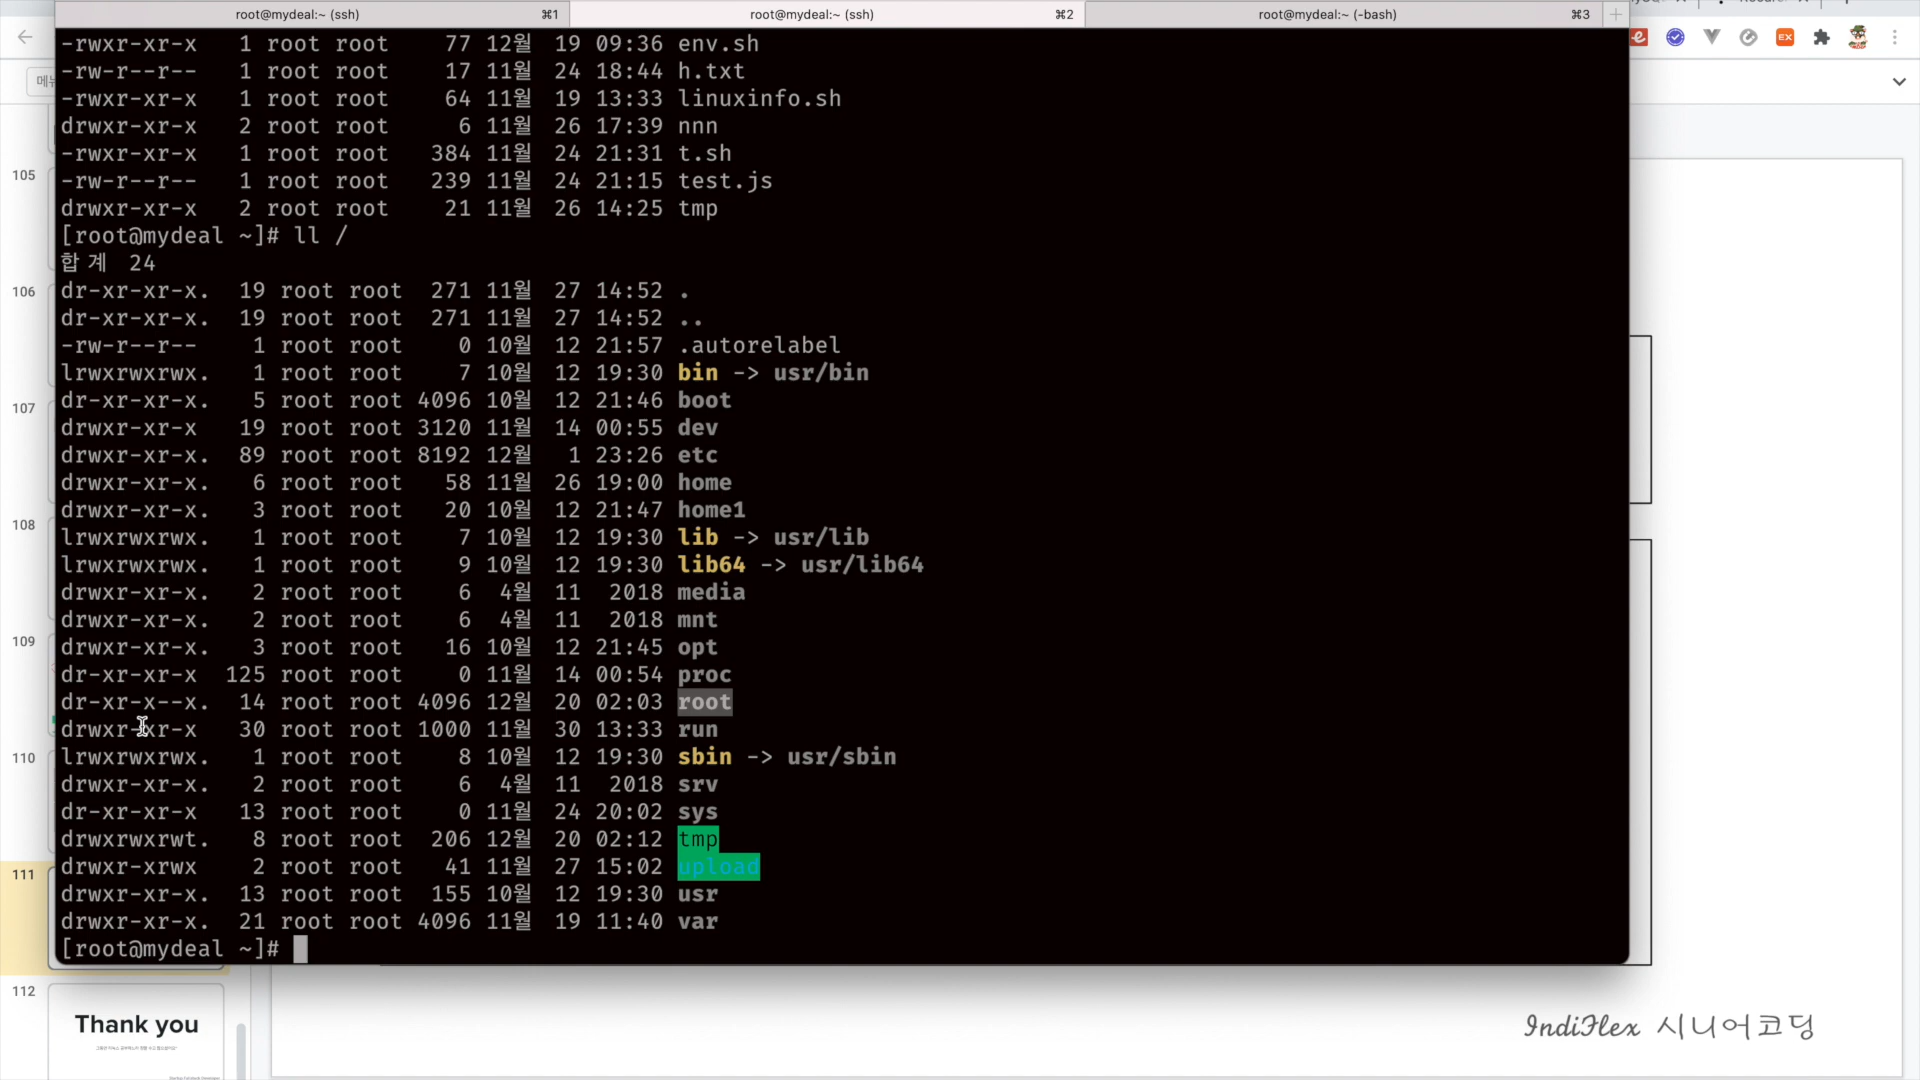 root@mydeal:~ (ssh) ⌘1 root@mydeal:~ (ssh) ⌘2 root@mydeal:~ (-bash) ⌘3
-rwxr-xr-x 1 root root 77 12월 19 09:36 env.sh
-rw-r--r-- 1 root root 17 11월 24 18:44 h.txt
-rwxr-xr-x 1 root root 64 11월 19 13:33 linuxinfo.sh
drwxr-xr-x 2 root root 6 11월 26 17:39 nnn
-rwxr-xr-x 1 root root 384 11월 24 21:31 t.sh
-rw-r--r-- 1 root root 239 11월 24 21:15 test.js
drwxr-xr-x 2 root root 21 11월 26 14:25 tmp
[root@mydeal ~]# ll /
합계 24
dr-xr-xr-x. 19 root root 271 11월 27 14:52 .
dr-xr-xr-x. 19 root root 271 11월 27 14:52 ..
-rw-r--r-- 1 root root 0 10월 12 21:57 .autorelabel
lrwxrwxrwx. 1 root root 7 10월 12 19:30 bin -> usr/bin
dr-xr-xr-x. 5 root root 4096 10월 12 21:46 boot
drwxr-xr-x 19 root root 3120 11월 14 00:55 dev
drwxr-xr-x. 89 root root 8192 12월 1 23:26 etc
drwxr-xr-x. 6 root root 58 11월 26 19:00 home
drwxr-xr-x. 3 root root 20 10월 12 21:47 home1
lrwxrwxrwx. 1 root root 7 10월 12 19:30 lib -> usr/lib
lrwxrwxrwx. 1 root root 9 10월 12 19:30 lib64 -> usr/lib64
drwxr-xr-x. 2 root root 6 4월 11 2018 media
drwxr-xr-x. 2 root root 6 4월 11 2018 mnt
drwxr-xr-x. 3 root root 16 10월 12 21:45 opt
dr-xr-xr-x 125 root root 0 11월 14 00:54 proc
dr-xr-x--x. 14 root root 4096 12월 20 02:03 root
drwxr-xr-x 30 root root 1000 11월 30 13:33 run
lrwxrwxrwx. 1 root root 8 10월 12 19:30 sbin -> usr/sbin
drwxr-xr-x. 2 root root 6 4월 11 2018 srv
dr-xr-xr-x 13 root root 0 11월 24 20:02 sys
drwxrwxrwt. 8 root root 206 12월 20 02:12 tmp
drwxr-xrwx 2 root root 41 11월 27 15:02 upload
drwxr-xr-x. 13 root root 155 10월 12 19:30 usr
drwxr-xr-x. 21 root root 4096 11월 19 11:40 var
[root@mydeal ~]#
105
106
107
108
109
110
111
112
Thank you
EX
IndiFlex 시니어코딩